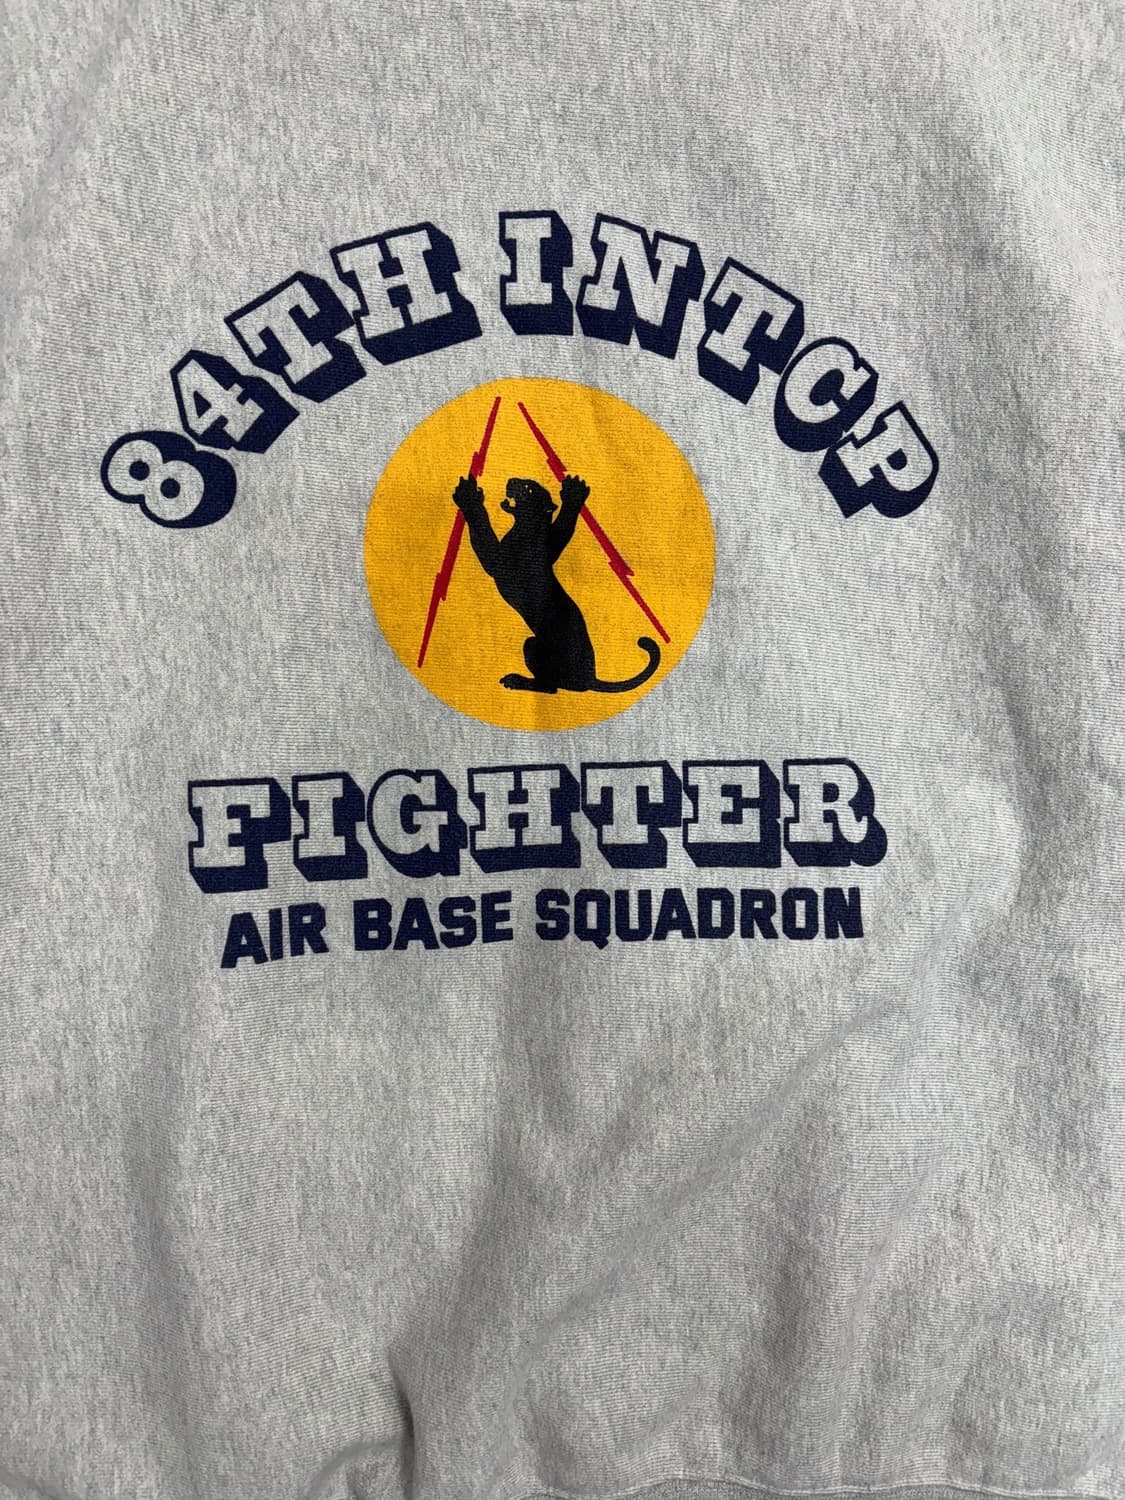 84TH INTCP
FIGHTER
AIR BASE SQUADRON